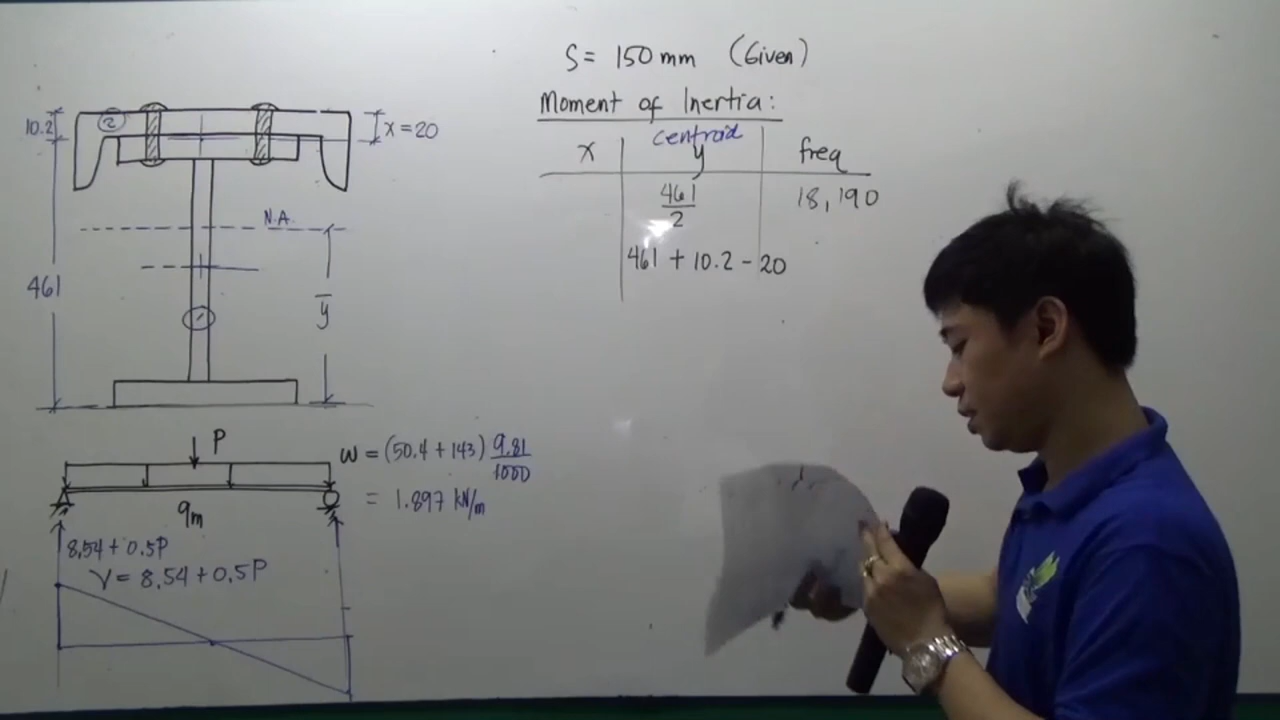 S = 150 mm (Given)
Moment of Inertia:
x centroid y freq
461/2 18,190
461 + 10.2 - 20
10.2
2
x = 20
N.A.
461
1
y̅
P
w = (50.4 + 143) 9.81/1000
= 1.897 kN/m
9m
8.54 + 0.5P
V = 8.54 + 0.5P